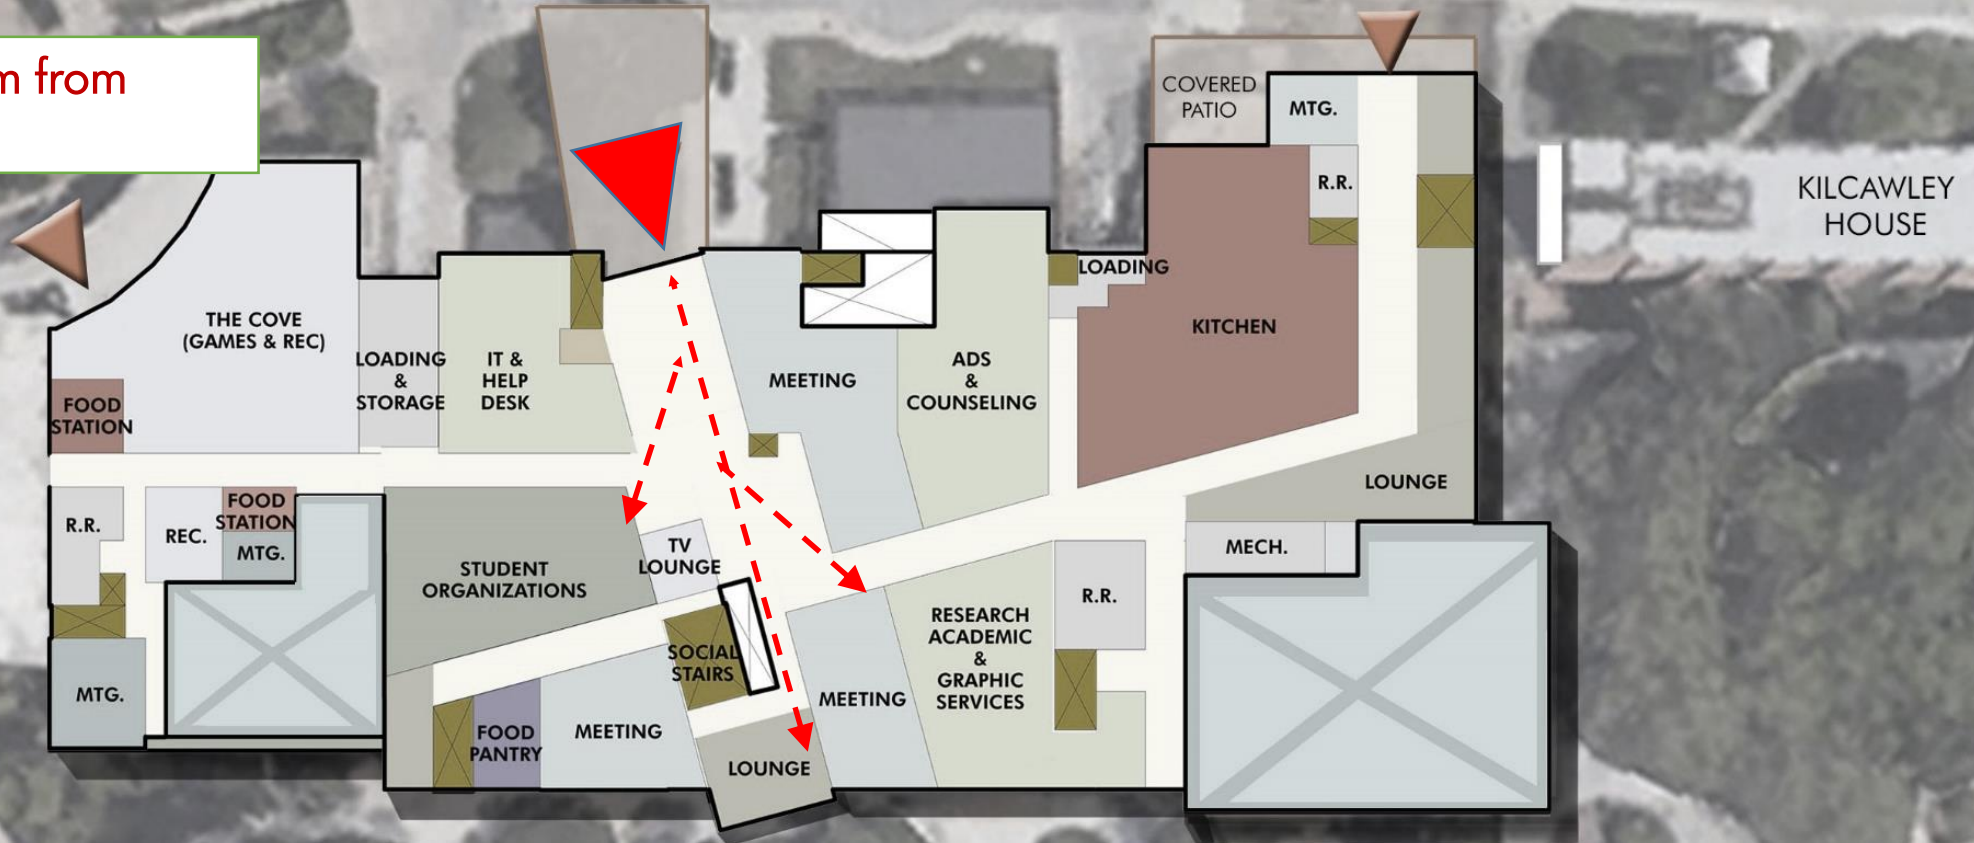 m from
COVERED
PATIO
MTG.
R.R.
KILCAWLEY
HOUSE
LOADING
THE COVE
(GAMES & REC)
KITCHEN
LOADING
&
STORAGE
IT &
HELP
DESK
MEETING
ADS
&
COUNSELING
FOOD
STATION
LOUNGE
R.R.
REC.
FOOD
STATION
MTG.
STUDENT
ORGANIZATIONS
TV
LOUNGE
MECH.
R.R.
RESEARCH
ACADEMIC
&
GRAPHIC
SERVICES
SOCIAL
STAIRS
MTG.
FOOD
PANTRY
MEETING
MEETING
LOUNGE